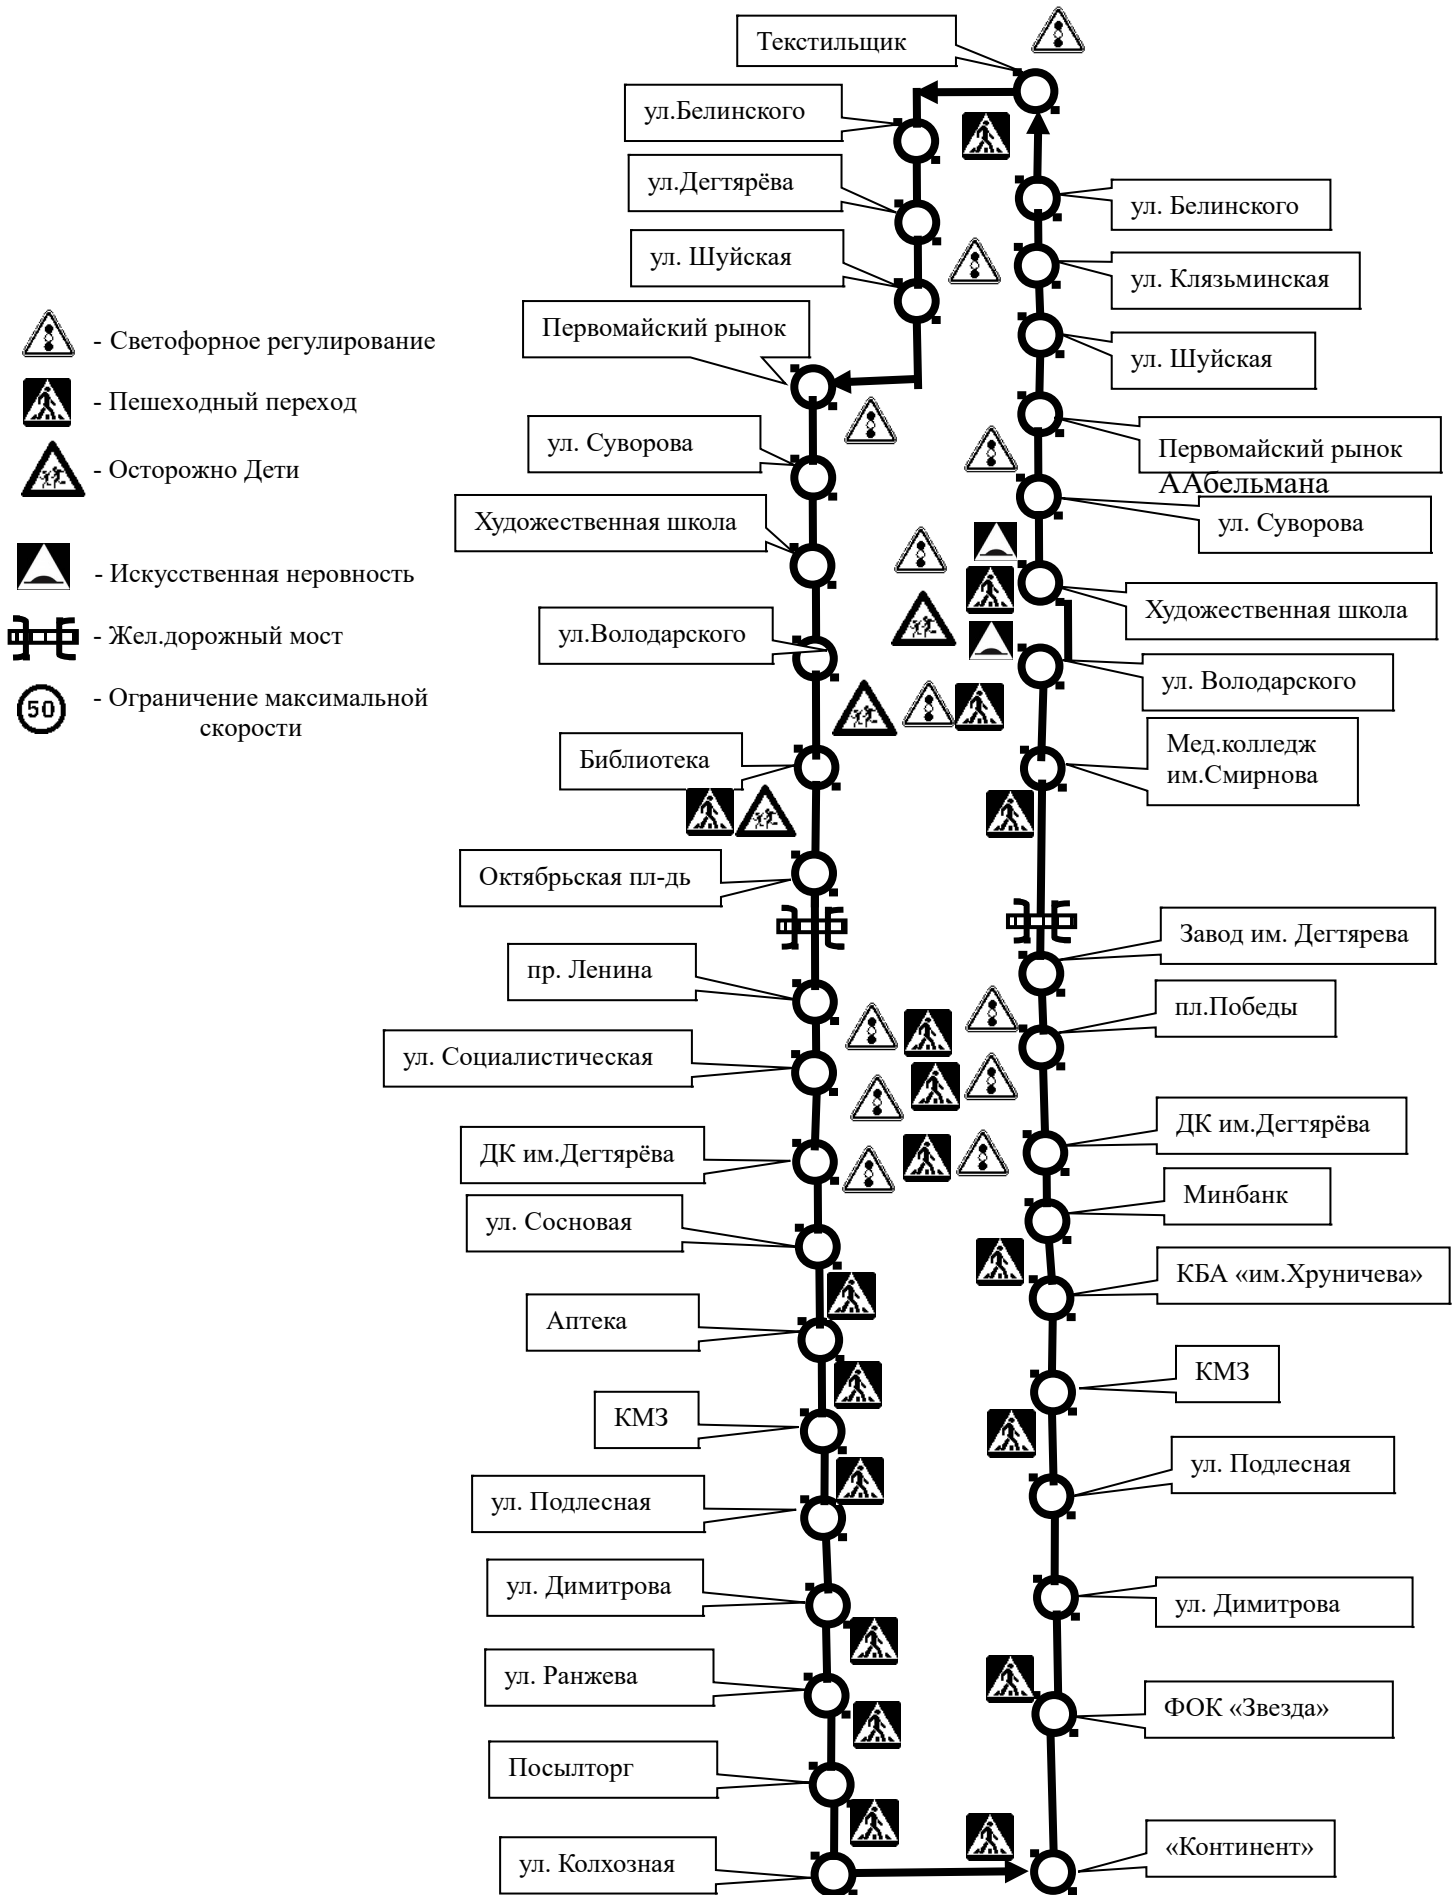 Текстильщик
ул.Белинского
ул.Дегтярёва
ул. Шуйская
Первомайский рынок
ул. Суворова
Художественная школа
ул.Володарского
Библиотека
Октябрьская пл-дь
пр. Ленина
ул. Социалистическая
ДК им.Дегтярёва
ул. Сосновая
Аптека
КМЗ
ул. Подлесная
ул. Димитрова
ул. Ранжева
Посылторг
ул. Колхозная
ул. Белинского
ул. Клязьминская
ул. Шуйская
Первомайский рынок
ААбельмана
ул. Суворова
Художественная школа
ул. Володарского
Мед.колледж
им.Смирнова
Завод им. Дегтярева
пл.Победы
ДК им.Дегтярёва
Минбанк
КБА «им.Хруничева»
КМЗ
ул. Подлесная
ул. Димитрова
ФОК «Звезда»
«Континент»
- Светофорное регулирование
- Пешеходный переход
- Осторожно Дети
- Искусственная неровность
- Жел.дорожный мост
50 - Ограничение максимальной
скорости